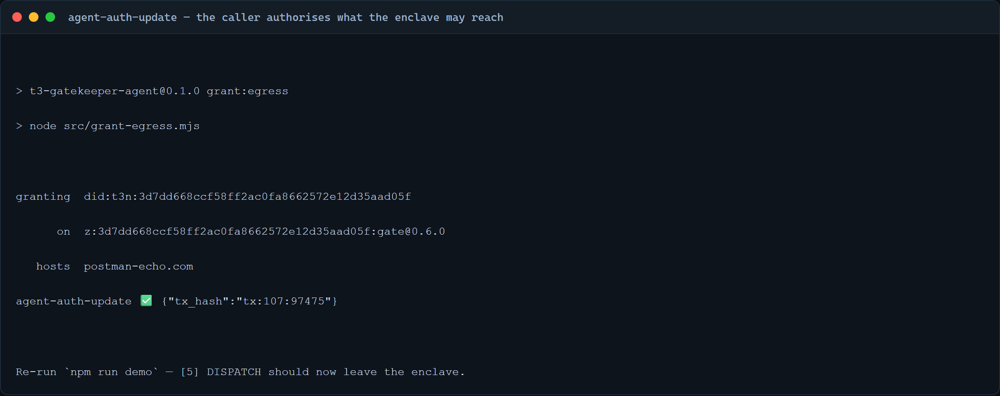 agent-auth-update — the caller authorises what the enclave may reach
> t3-gatekeeper-agent@0.1.0 grant:egress
> node src/grant-egress.mjs
granting  did:t3n:3d7dd668ccf58ff2ac0fa8662572e12d35aad05f
on  z:3d7dd668ccf58ff2ac0fa8662572e12d35aad05f:gate@0.6.0
hosts  postman-echo.com
agent-auth-update ✅ {"tx_hash":"tx:107:97475"}
Re-run `npm run demo` — [5] DISPATCH should now leave the enclave.